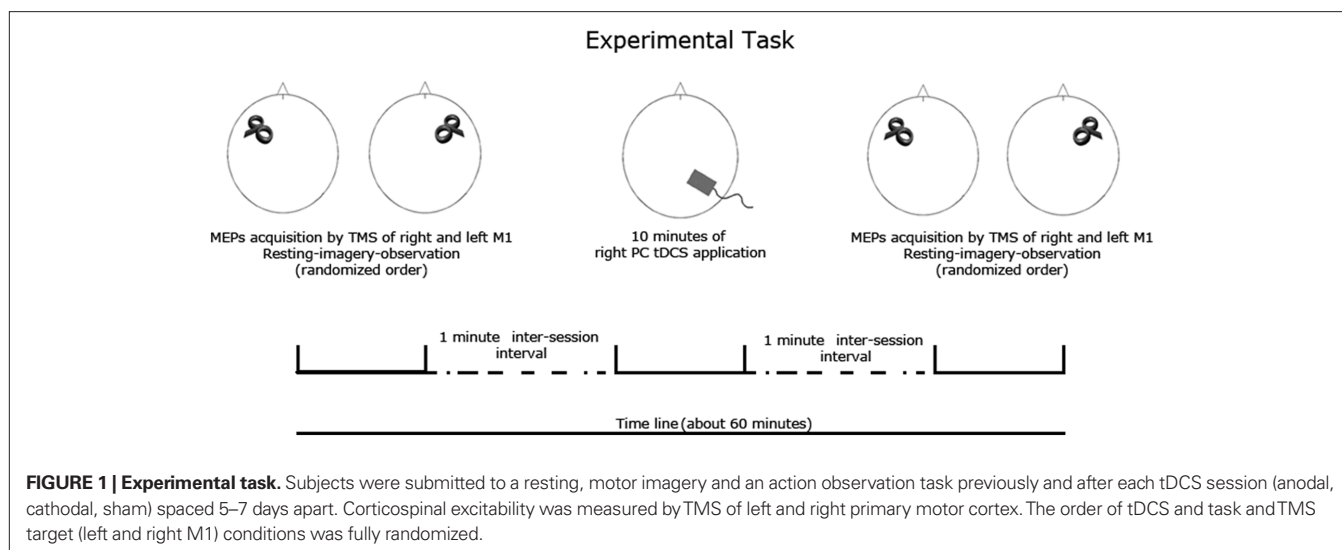 Experimental Task
MEPs acquisition by TMS of right and left M1
Resting-imagery-observation
(randomized order)
10 minutes of
right PC tDCS application
MEPs acquisition by TMS of right and left M1
Resting-imagery-observation
(randomized order)
1 minute inter-session
interval
1 minute inter-session
interval
Time line (about 60 minutes)
FIGURE 1 | Experimental task. Subjects were submitted to a resting, motor imagery and an action observation task previously and after each tDCS session (anodal,
cathodal, sham) spaced 5–7 days apart. Corticospinal excitability was measured by TMS of left and right primary motor cortex. The order of tDCS and task and TMS
target (left and right M1) conditions was fully randomized.